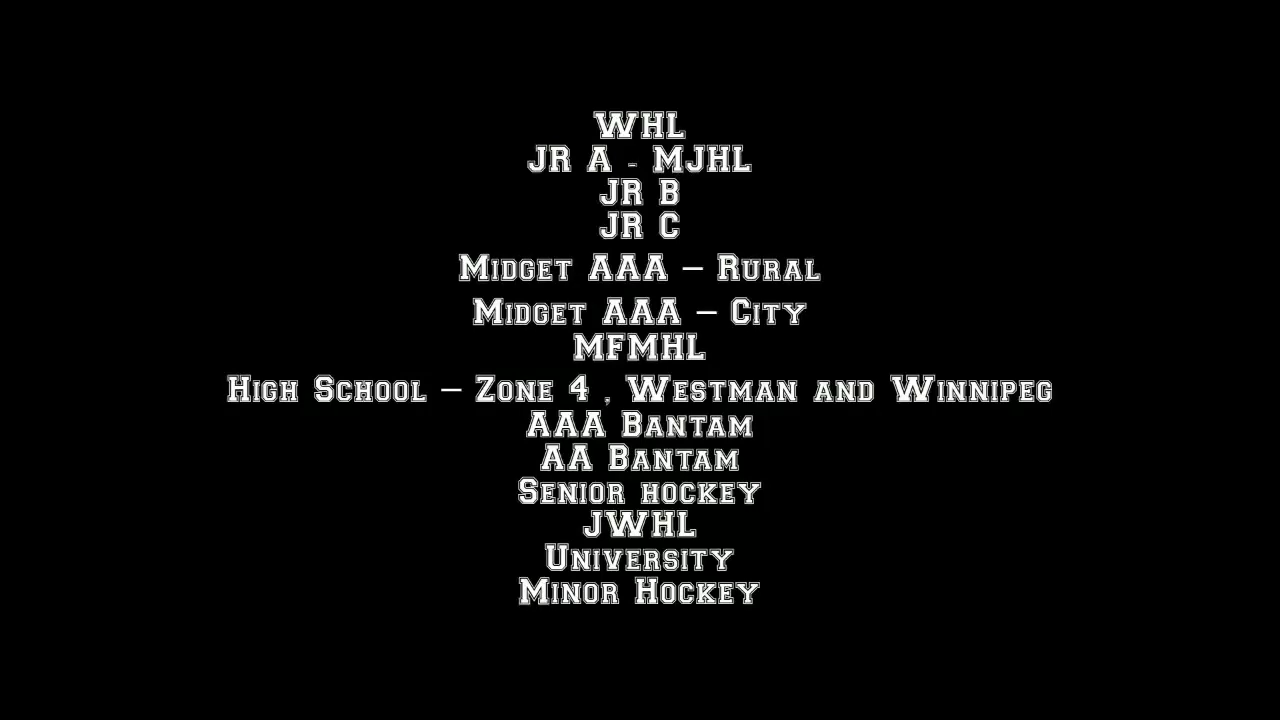 WHL
JR A - MJHL
JR B
JR C
Midget AAA – Rural
Midget AAA – City
MFMHL
High School – Zone 4 , Westman and Winnipeg
AAA Bantam
AA Bantam
Senior hockey
JWHL
University
Minor Hockey